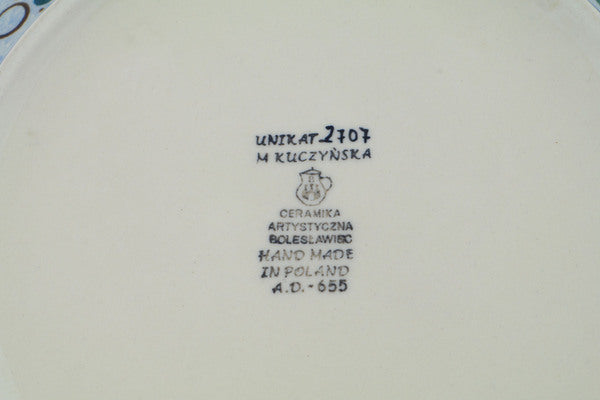 UNIKAT 2707
M KUCZYŃSKA
CERAMIKA
ARTYSTYCZNA
BOLESŁAWIEC
HAND MADE
IN POLAND
A.D.-655